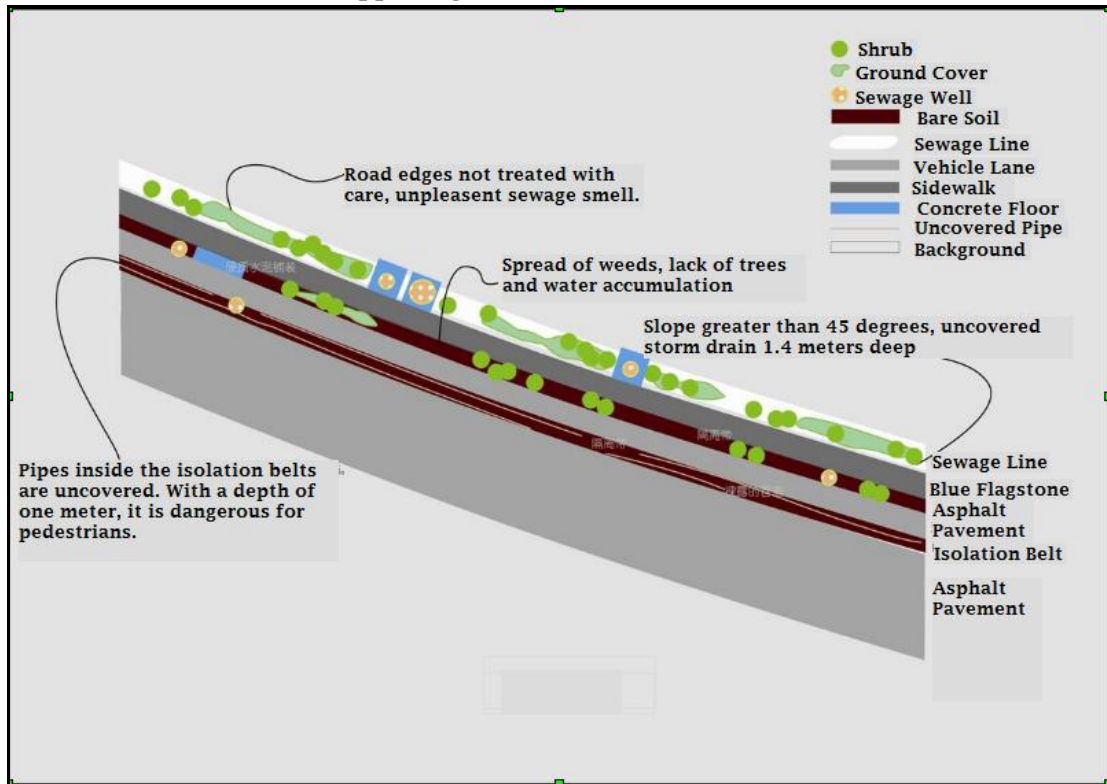 Shrub
Ground Cover
Sewage Well
Bare Soil
Sewage Line
Vehicle Lane
Sidewalk
Concrete Floor
Uncovered Pipe
Background
Road edges not treated with
care, unpleasent sewage smell.
Spread of weeds, lack of trees
and water accumulation
Slope greater than 45 degrees, uncovered
storm drain 1.4 meters deep
Pipes inside the isolation belts
are uncovered. With a depth of
one meter, it is dangerous for
pedestrians.
Sewage Line
Blue Flagstone
Asphalt
Pavement
Isolation Belt
Asphalt
Pavement